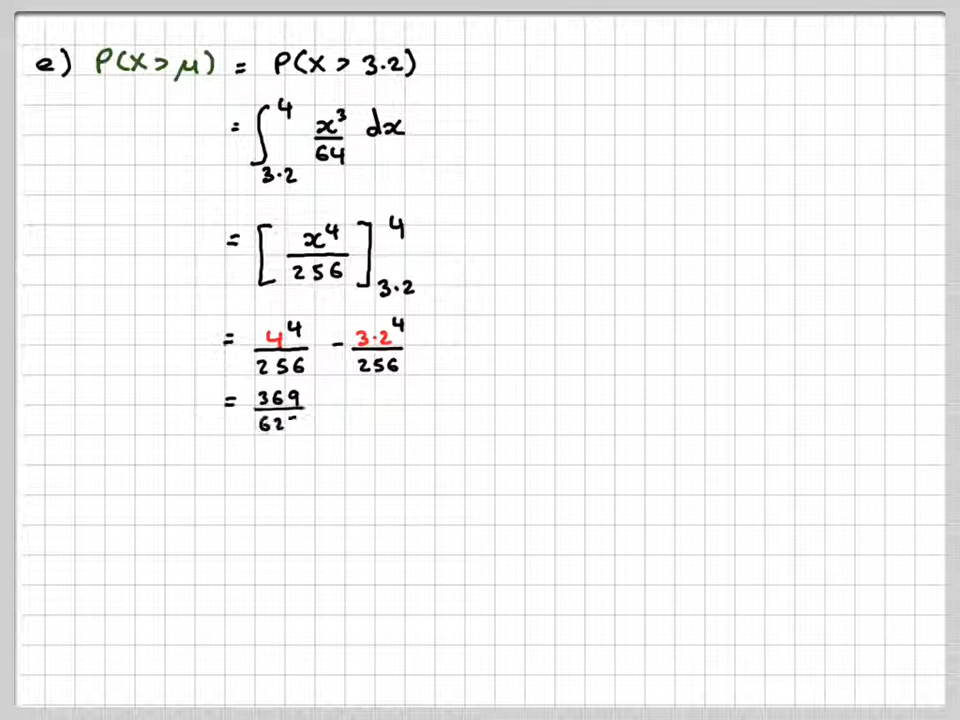 e) P(X > μ) = P(X > 3·2)
= ∫_{3·2}^{4} x³/64 dx
= [x⁴/256]_{3·2}^{4}
= 4⁴/256 - 3·2⁴/256
= 369/62